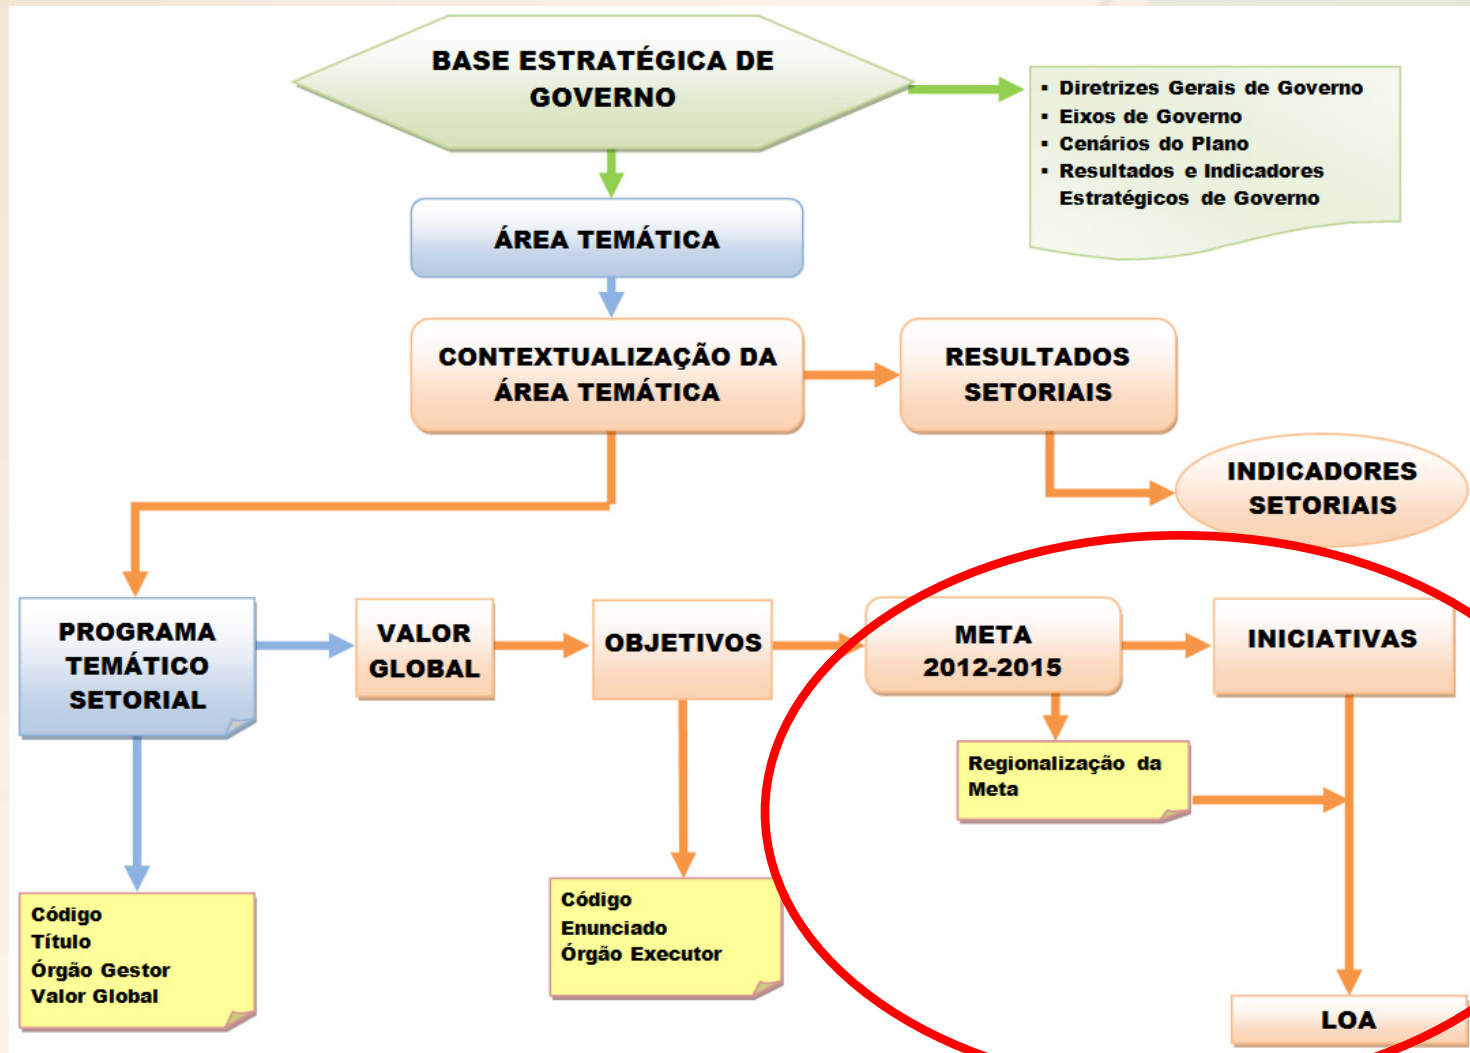 BASE ESTRATÉGICA DE
GOVERNO
▪ Diretrizes Gerais de Governo
▪ Eixos de Governo
▪ Cenários do Plano
▪ Resultados e Indicadores
Estratégicos de Governo
ÁREA TEMÁTICA
CONTEXTUALIZAÇÃO DA
ÁREA TEMÁTICA
RESULTADOS
SETORIAIS
INDICADORES
SETORIAIS
PROGRAMA
TEMÁTICO
SETORIAL
VALOR
GLOBAL
OBJETIVOS
META
2012-2015
INICIATIVAS
Regionalização da
Meta
Código
Título
Órgão Gestor
Valor Global
Código
Enunciado
Órgão Executor
LOA